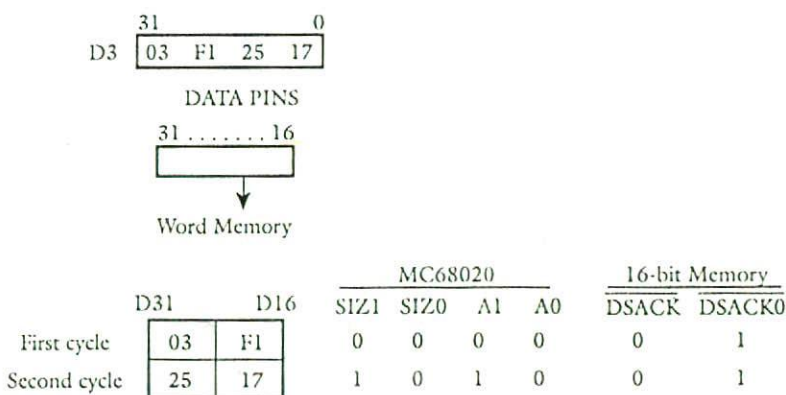 31 0
D3 03 F1 25 17
DATA PINS
31 . . . . . . . 16
Word Memory
MC68020 16-bit Memory
D31 D16 SIZ1 SIZ0 A1 A0 DSACK DSACK0
First cycle 03 F1 0 0 0 0 0 1
Second cycle 25 17 1 0 1 0 0 1